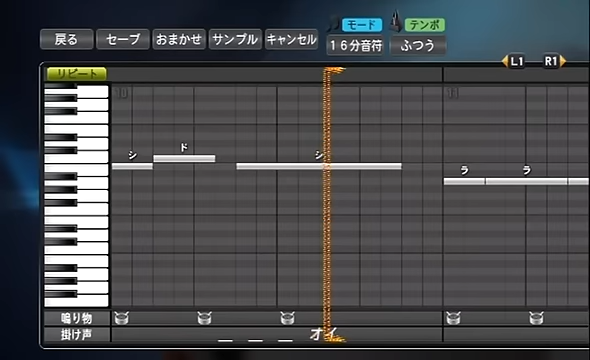 モード テンポ
戻る セーブ おまかせ サンプル キャンセル 16分音符 ふつう
L1 R1
リピート
10 11
ド
シ シ
ラ ラ
鳴り物
掛け声 オイ